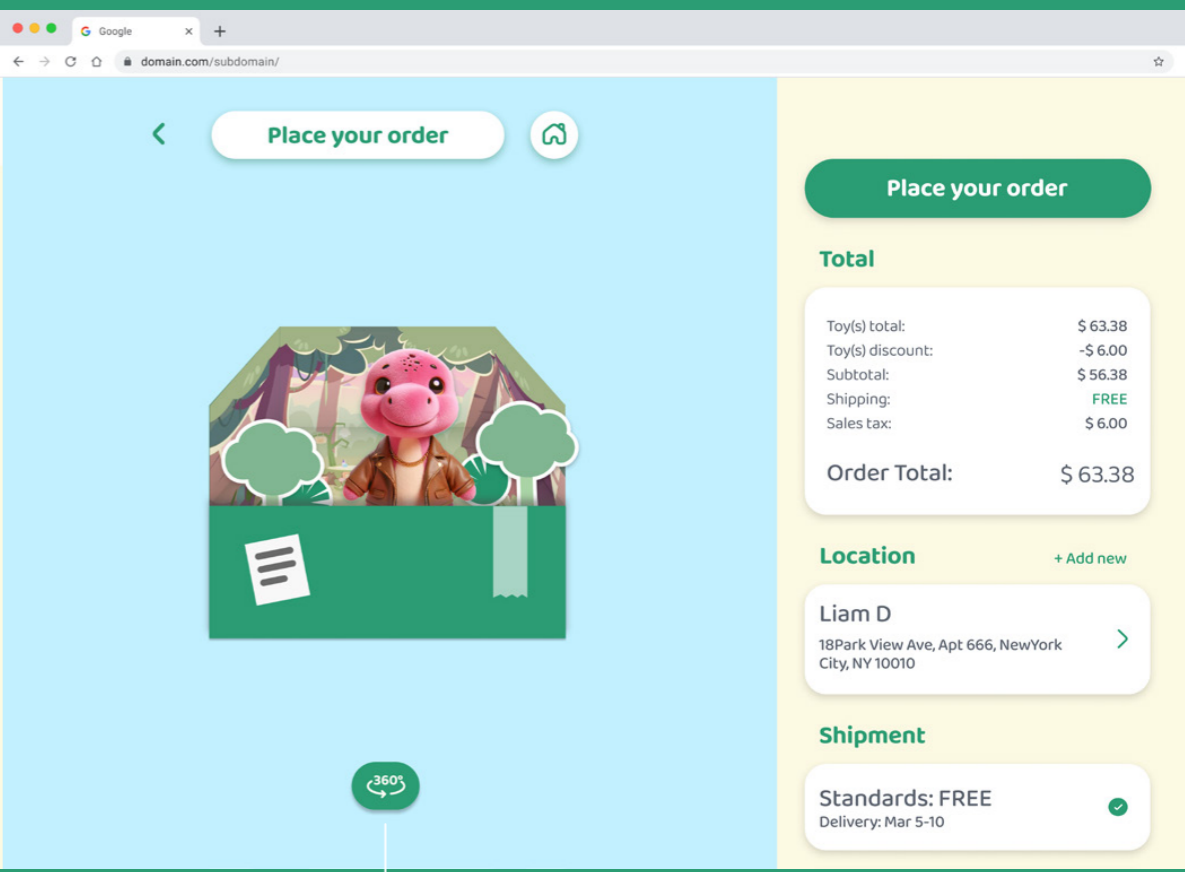 Google
domain.com/subdomain/
Place your order
Place your order
Total
Toy(s) total: $ 63.38
Toy(s) discount: -$ 6.00
Subtotal: $ 56.38
Shipping: FREE
Sales tax: $ 6.00
Order Total: $ 63.38
Location + Add new
Liam D
18Park View Ave, Apt 666, NewYork
City, NY 10010
Shipment
Standards: FREE
Delivery: Mar 5-10
360°